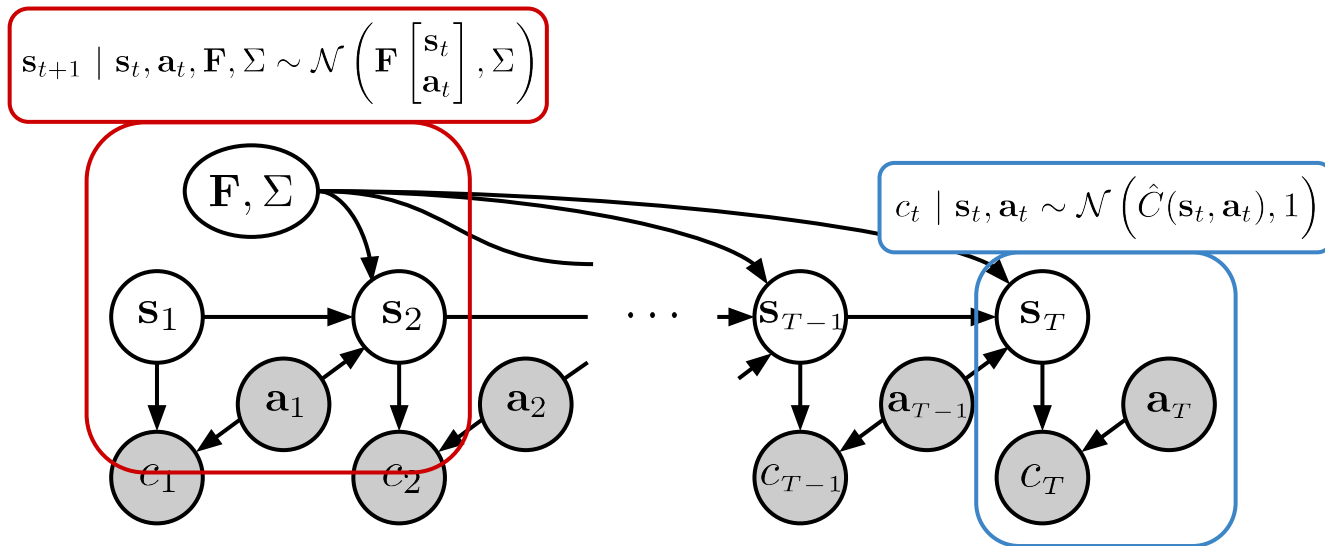 s_{t+1} | s_t, a_t, F, Σ ∼ 𝒩 ( F [ s_t a_t ] , Σ )
F, Σ
c_t | s_t, a_t ∼ 𝒩 ( Ĉ(s_t, a_t), 1 )
s_1 s_2 ··· s_{T−1} s_T
a_1 a_2 a_{T−1} a_T
c_1 c_2 c_{T−1} c_T